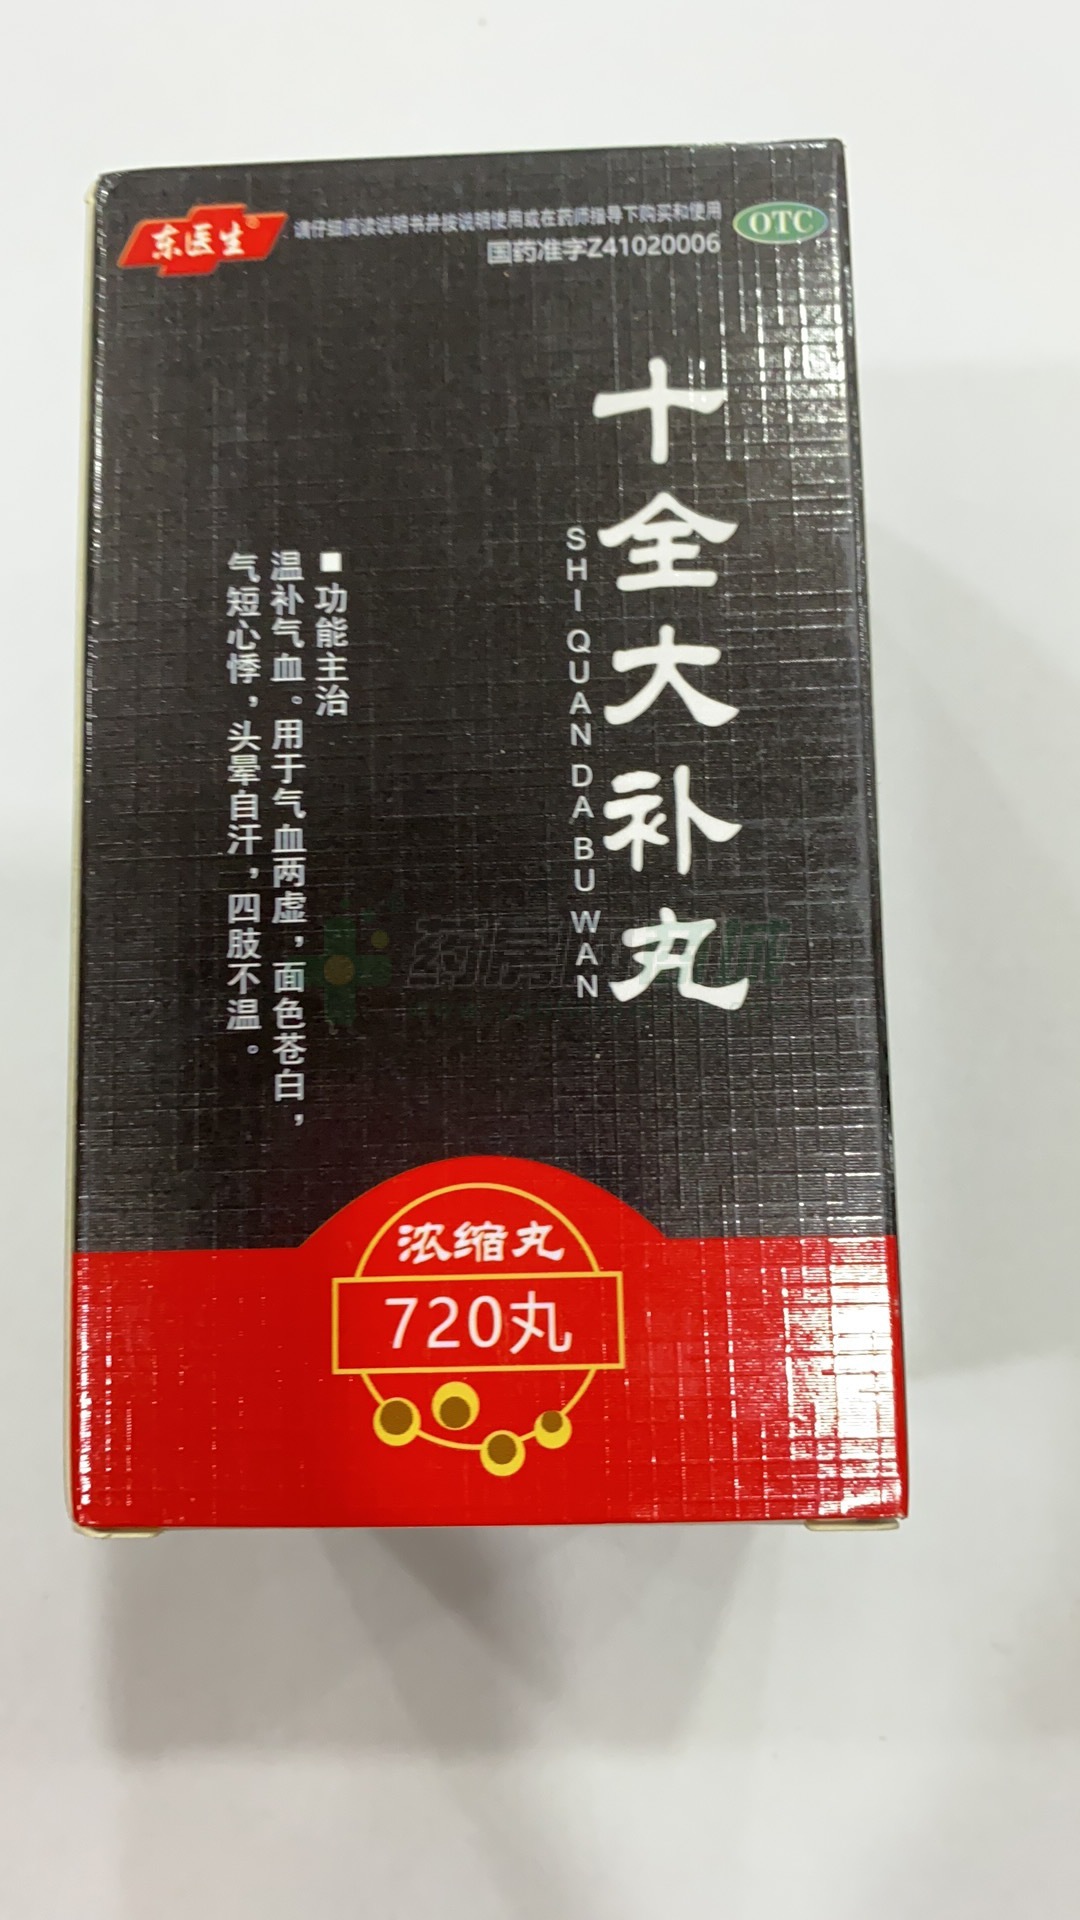 东医生®
请仔细阅读说明书并按说明使用或在药师指导下购买和使用
国药准字Z41020006
OTC
十全大补丸
SHI QUAN DA BU WAN
■功能主治
温补气血。用于气血两虚，面色苍白，
气短心悸，头晕自汗，四肢不温。
浓缩丸
720丸